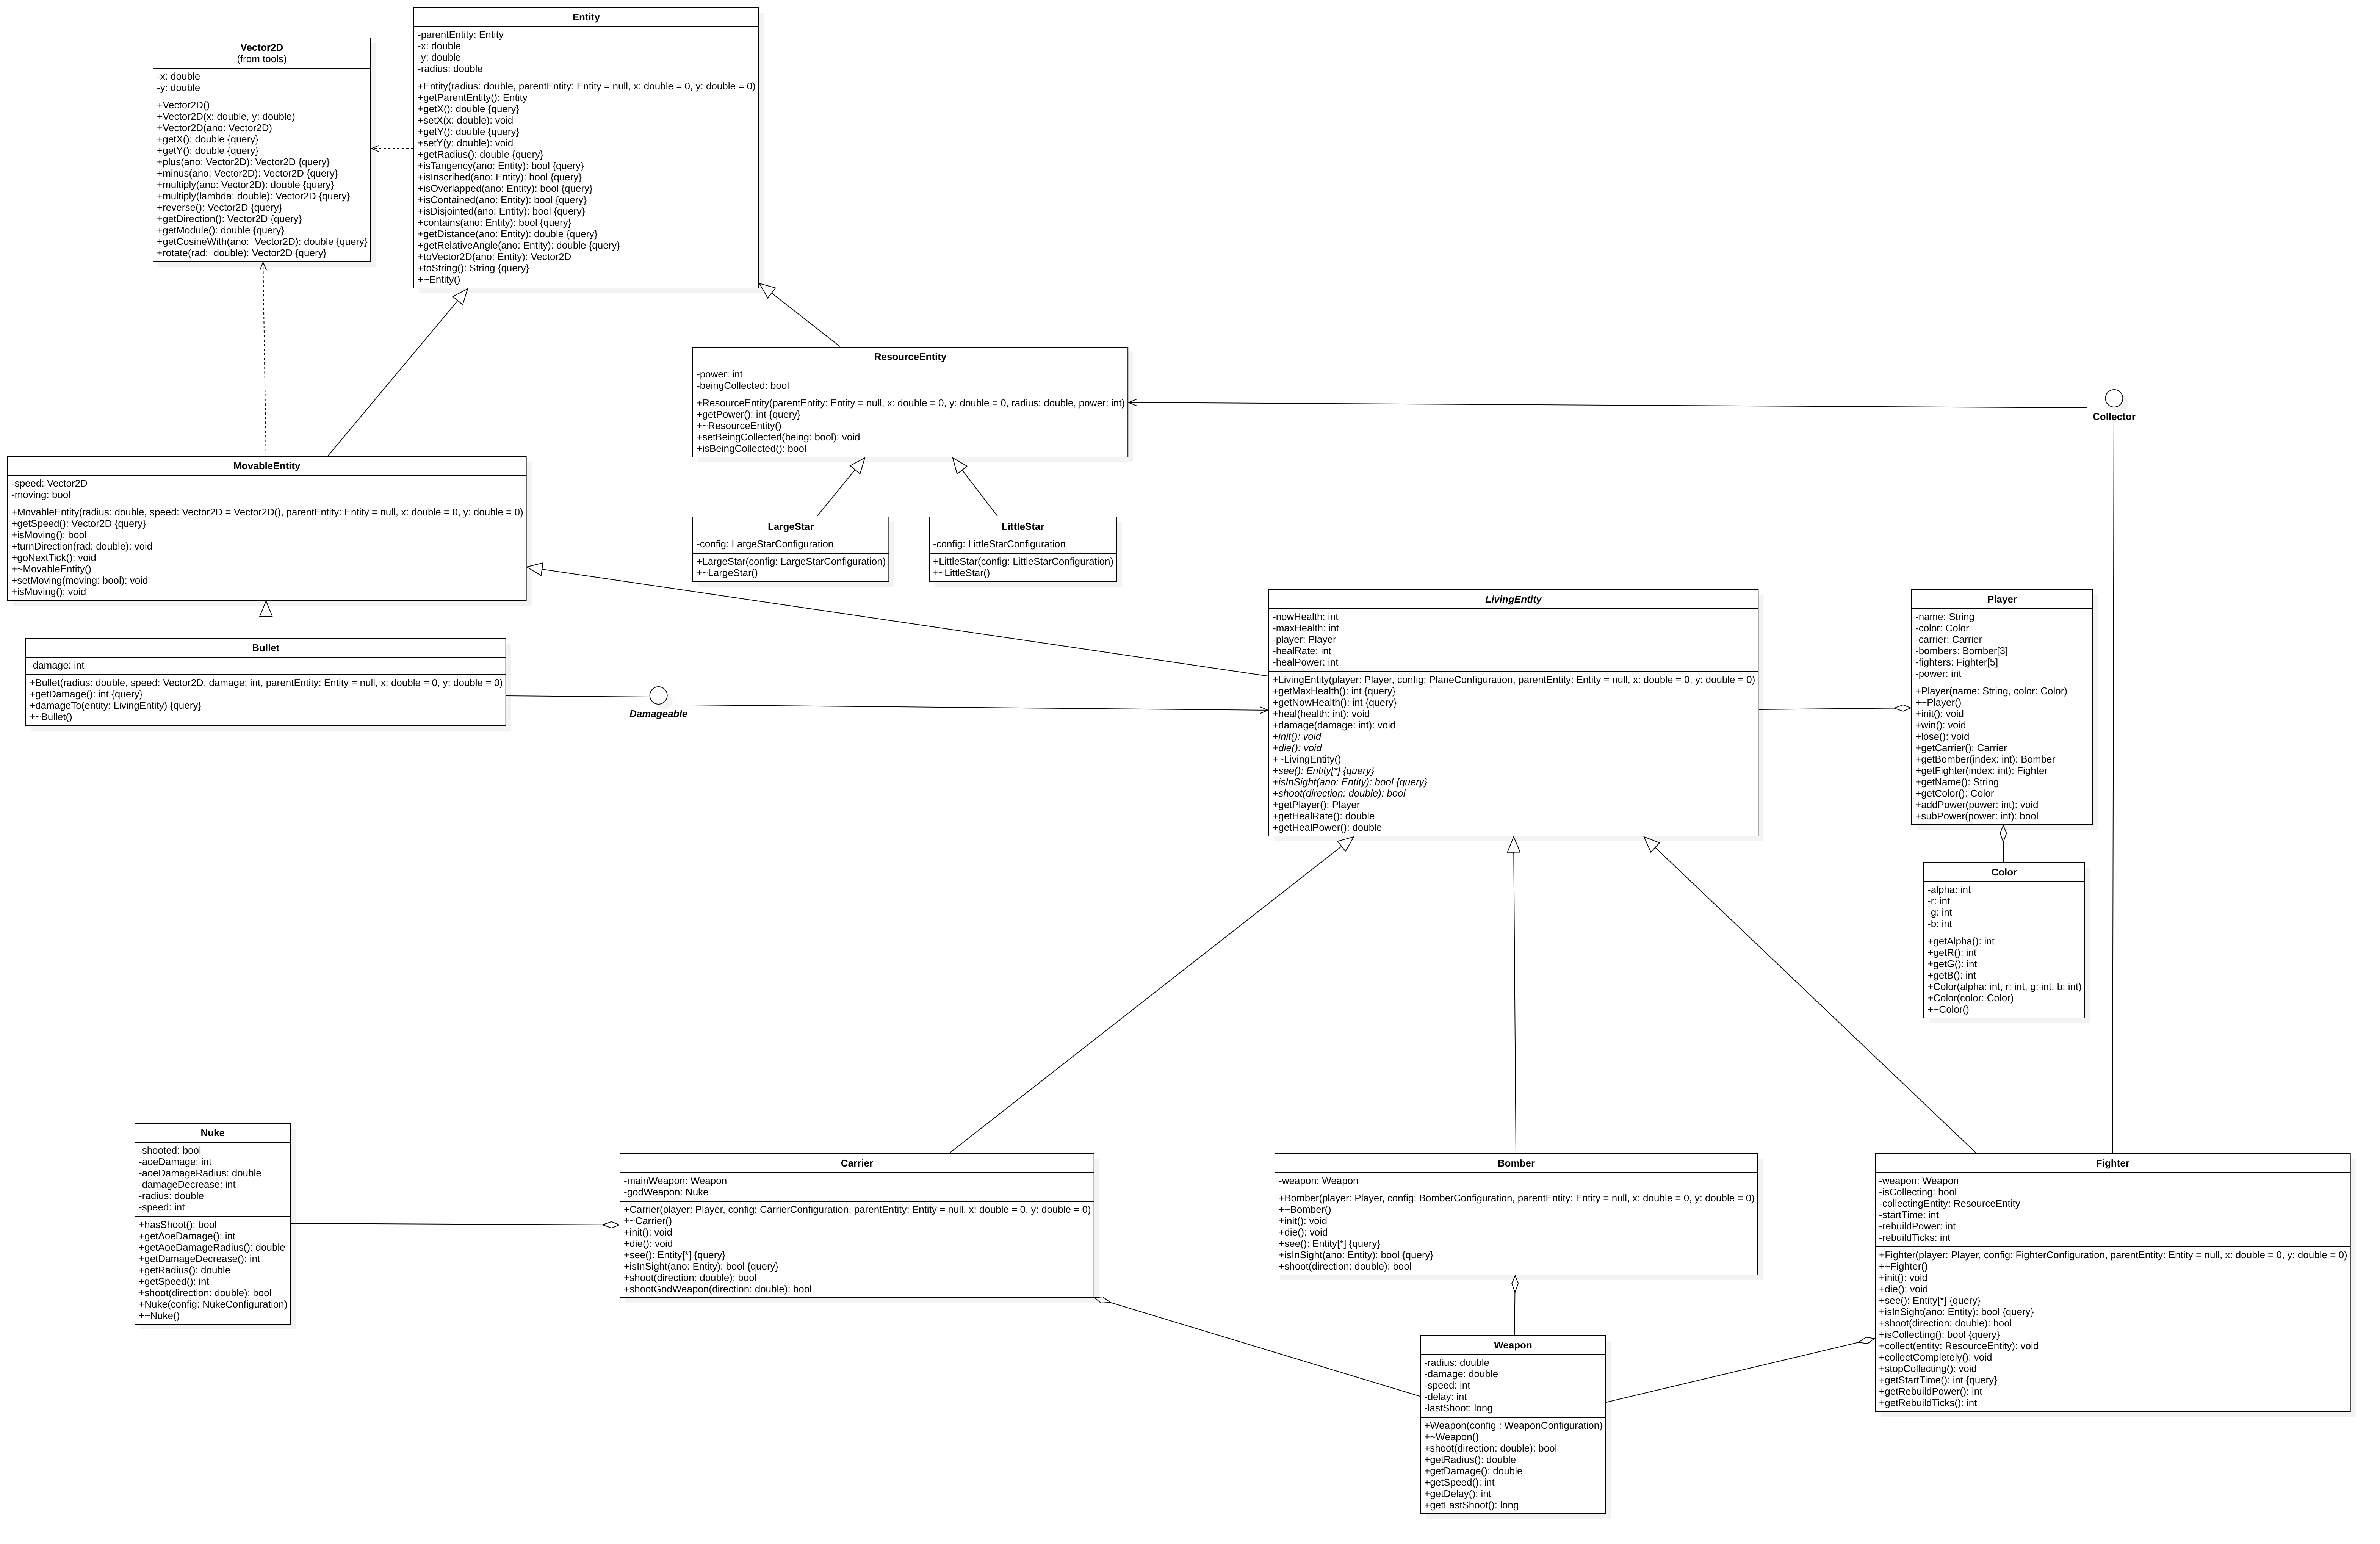 Entity
-parentEntity: Entity
-x: double
-y: double
-radius: double
+Entity(radius: double, parentEntity: Entity = null, x: double = 0, y: double = 0)
+getParentEntity(): Entity
+getX(): double {query}
+setX(x: double): void
+getY(): double {query}
+setY(y: double): void
+getRadius(): double {query}
+isTangency(ano: Entity): bool {query}
+isInscribed(ano: Entity): bool {query}
+isOverlapped(ano: Entity): bool {query}
+isContained(ano: Entity): bool {query}
+isDisjointed(ano: Entity): bool {query}
+contains(ano: Entity): bool {query}
+getDistance(ano: Entity): double {query}
+getRelativeAngle(ano: Entity): double {query}
+toVector2D(ano: Entity): Vector2D
+toString(): String {query}
+~Entity()
Vector2D
(from tools)
-x: double
-y: double
+Vector2D()
+Vector2D(x: double, y: double)
+Vector2D(ano: Vector2D)
+getX(): double {query}
+getY(): double {query}
+plus(ano: Vector2D): Vector2D {query}
+minus(ano: Vector2D): Vector2D {query}
+multiply(ano: Vector2D): double {query}
+multiply(lambda: double): Vector2D {query}
+reverse(): Vector2D {query}
+getDirection(): Vector2D {query}
+getModule(): double {query}
+getCosineWith(ano:  Vector2D): double {query}
+rotate(rad:  double): Vector2D {query}
ResourceEntity
-power: int
-beingCollected: bool
+ResourceEntity(parentEntity: Entity = null, x: double = 0, y: double = 0, radius: double, power: int)
+getPower(): int {query}
+~ResourceEntity()
+setBeingCollected(being: bool): void
+isBeingCollected(): bool
Collector
MovableEntity
-speed: Vector2D
-moving: bool
+MovableEntity(radius: double, speed: Vector2D = Vector2D(), parentEntity: Entity = null, x: double = 0, y: double = 0)
+getSpeed(): Vector2D {query}
+isMoving(): bool
+turnDirection(rad: double): void
+goNextTick(): void
+~MovableEntity()
+setMoving(moving: bool): void
+isMoving(): void
LargeStar
-config: LargeStarConfiguration
+LargeStar(config: LargeStarConfiguration)
+~LargeStar()
LittleStar
-config: LittleStarConfiguration
+LittleStar(config: LittleStarConfiguration)
+~LittleStar()
Bullet
-damage: int
+Bullet(radius: double, speed: Vector2D, damage: int, parentEntity: Entity = null, x: double = 0, y: double = 0)
+getDamage(): int {query}
+damageTo(entity: LivingEntity) {query}
+~Bullet()
Damageable
LivingEntity
-nowHealth: int
-maxHealth: int
-player: Player
-healRate: int
-healPower: int
+LivingEntity(player: Player, config: PlaneConfiguration, parentEntity: Entity = null, x: double = 0, y: double = 0)
+getMaxHealth(): int {query}
+getNowHealth(): int {query}
+heal(health: int): void
+damage(damage: int): void
+init(): void
+die(): void
+~LivingEntity()
+see(): Entity[*] {query}
+isInSight(ano: Entity): bool {query}
+shoot(direction: double): bool
+getPlayer(): Player
+getHealRate(): double
+getHealPower(): double
Player
-name: String
-color: Color
-carrier: Carrier
-bombers: Bomber[3]
-fighters: Fighter[5]
-power: int
+Player(name: String, color: Color)
+~Player()
+init(): void
+win(): void
+lose(): void
+getCarrier(): Carrier
+getBomber(index: int): Bomber
+getFighter(index: int): Fighter
+getName(): String
+getColor(): Color
+addPower(power: int): void
+subPower(power: int): bool
Color
-alpha: int
-r: int
-g: int
-b: int
+getAlpha(): int
+getR(): int
+getG(): int
+getB(): int
+Color(alpha: int, r: int, g: int, b: int)
+Color(color: Color)
+~Color()
Nuke
-shooted: bool
-aoeDamage: int
-aoeDamageRadius: double
-damageDecrease: int
-radius: double
-speed: int
+hasShoot(): bool
+getAoeDamage(): int
+getAoeDamageRadius(): double
+getDamageDecrease(): int
+getRadius(): double
+getSpeed(): int
+shoot(direction: double): bool
+Nuke(config: NukeConfiguration)
+~Nuke()
Carrier
-mainWeapon: Weapon
-godWeapon: Nuke
+Carrier(player: Player, config: CarrierConfiguration, parentEntity: Entity = null, x: double = 0, y: double = 0)
+~Carrier()
+init(): void
+die(): void
+see(): Entity[*] {query}
+isInSight(ano: Entity): bool {query}
+shoot(direction: double): bool
+shootGodWeapon(direction: double): bool
Bomber
-weapon: Weapon
+Bomber(player: Player, config: BomberConfiguration, parentEntity: Entity = null, x: double = 0, y: double = 0)
+~Bomber()
+init(): void
+die(): void
+see(): Entity[*] {query}
+isInSight(ano: Entity): bool {query}
+shoot(direction: double): bool
Fighter
-weapon: Weapon
-isCollecting: bool
-collectingEntity: ResourceEntity
-startTime: int
-rebuildPower: int
-rebuildTicks: int
+Fighter(player: Player, config: FighterConfiguration, parentEntity: Entity = null, x: double = 0, y: double = 0)
+~Fighter()
+init(): void
+die(): void
+see(): Entity[*] {query}
+isInSight(ano: Entity): bool {query}
+shoot(direction: double): bool
+isCollecting(): bool {query}
+collect(entity: ResourceEntity): void
+collectCompletely(): void
+stopCollecting(): void
+getStartTime(): int {query}
+getRebuildPower(): int
+getRebuildTicks(): int
Weapon
-radius: double
-damage: double
-speed: int
-delay: int
-lastShoot: long
+Weapon(config : WeaponConfiguration)
+~Weapon()
+shoot(direction: double): bool
+getRadius(): double
+getDamage(): double
+getSpeed(): int
+getDelay(): int
+getLastShoot(): long